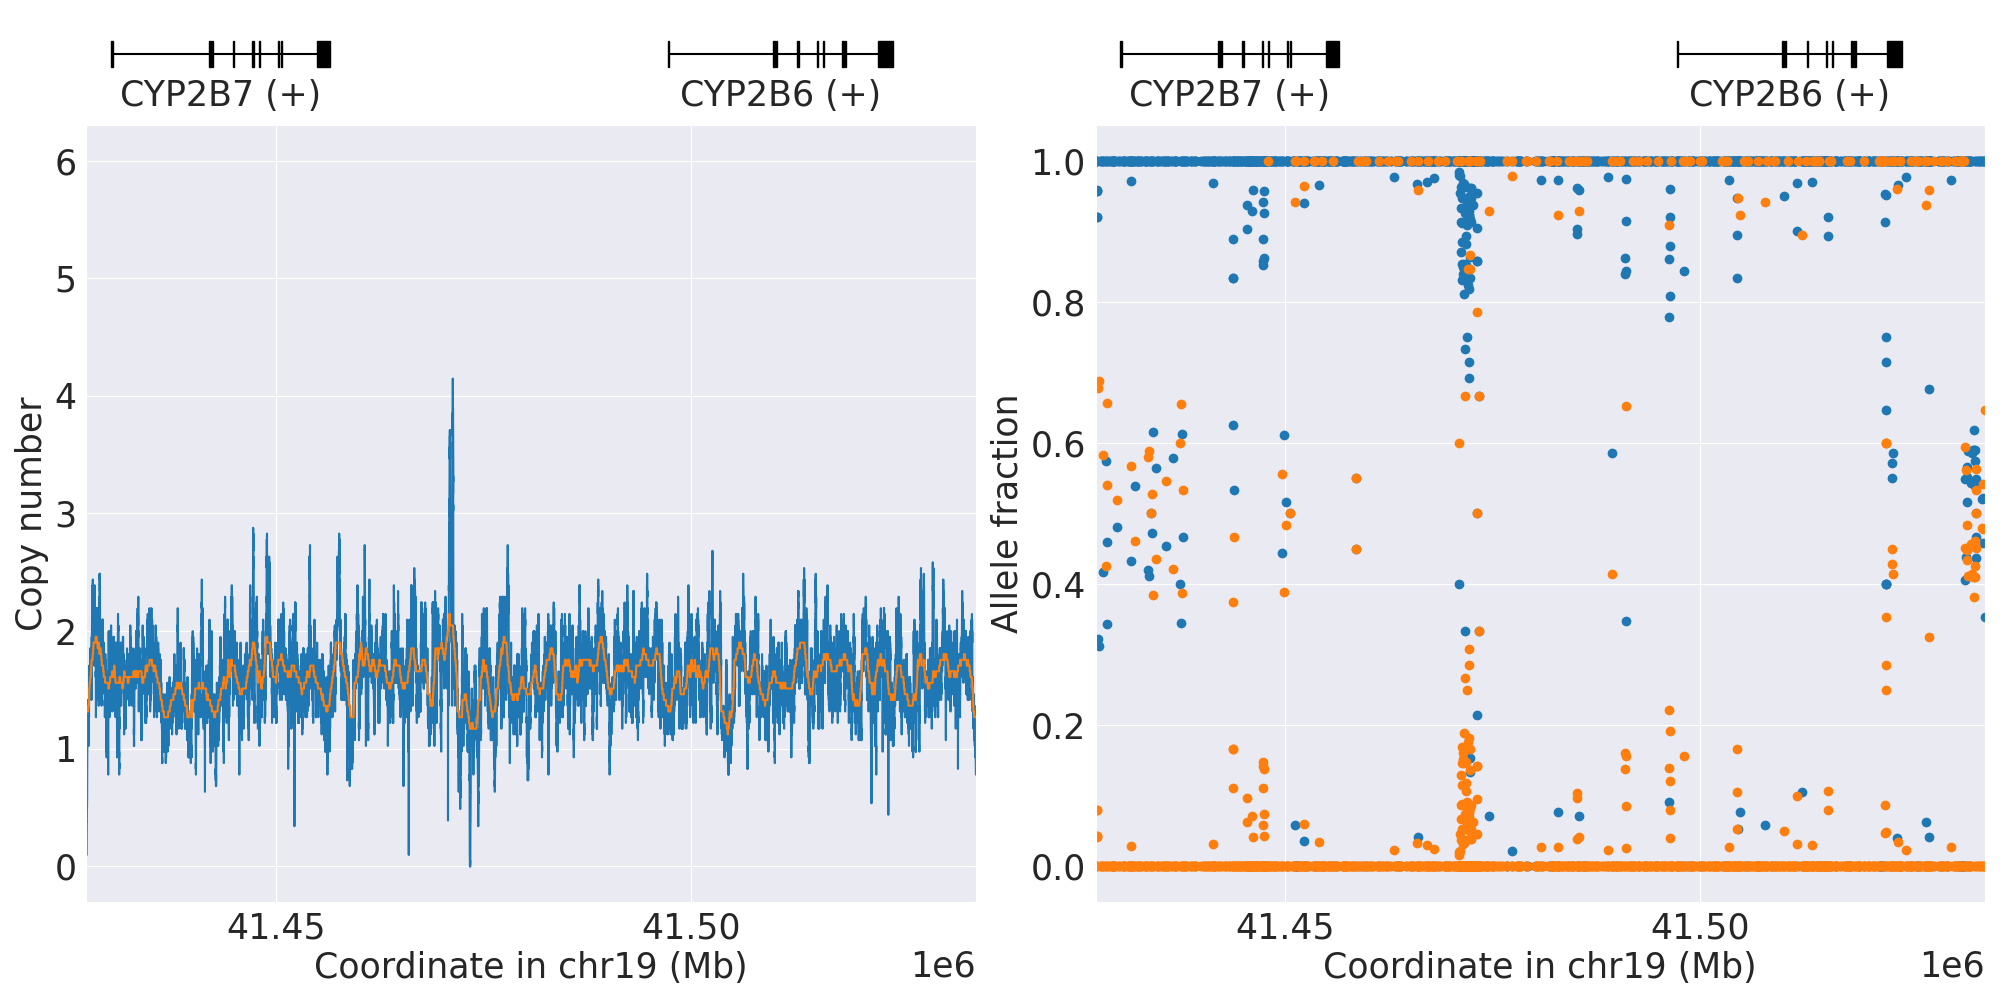 CYP2B7 (+)
CYP2B6 (+)
6
5
4
3
2
1
0
Copy number
41.45
41.50
Coordinate in chr19 (Mb)
1e6
CYP2B7 (+)
CYP2B6 (+)
1.0
0.8
0.6
0.4
0.2
0.0
Allele fraction
41.45
41.50
Coordinate in chr19 (Mb)
1e6